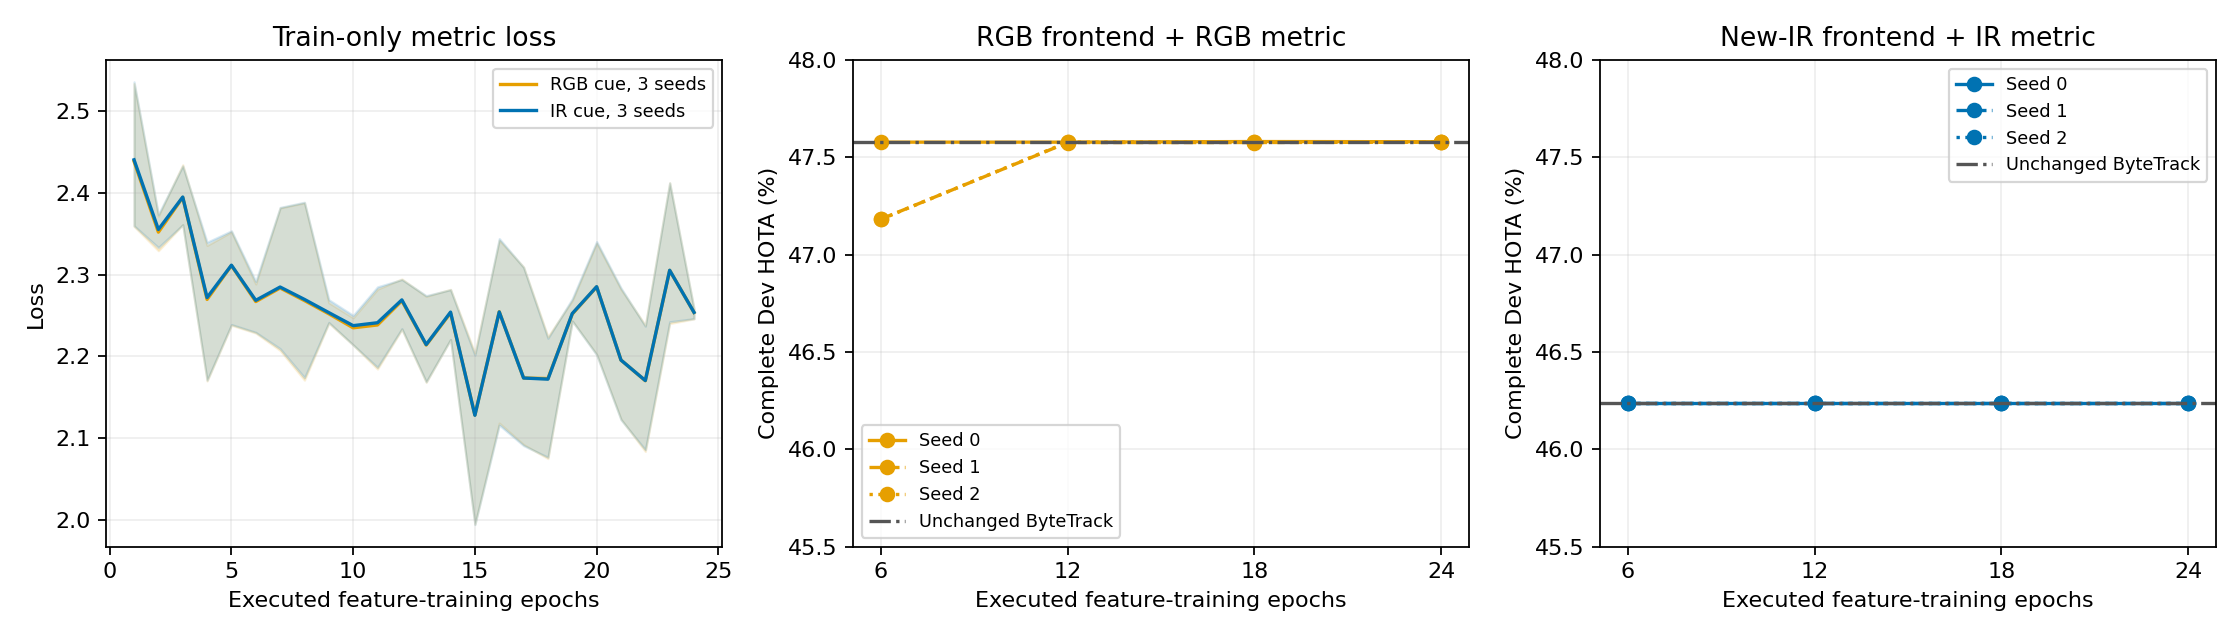 Train-only metric loss
RGB cue, 3 seeds
IR cue, 3 seeds
Loss
2.5
2.4
2.3
2.2
2.1
2.0
0
5
10
15
20
25
Executed feature-training epochs
RGB frontend + RGB metric
Complete Dev HOTA (%)
48.0
47.5
47.0
46.5
46.0
45.5
Seed 0
Seed 1
Seed 2
Unchanged ByteTrack
6
12
18
24
Executed feature-training epochs
New-IR frontend + IR metric
Seed 0
Seed 1
Seed 2
Unchanged ByteTrack
Complete Dev HOTA (%)
48.0
47.5
47.0
46.5
46.0
45.5
6
12
18
24
Executed feature-training epochs